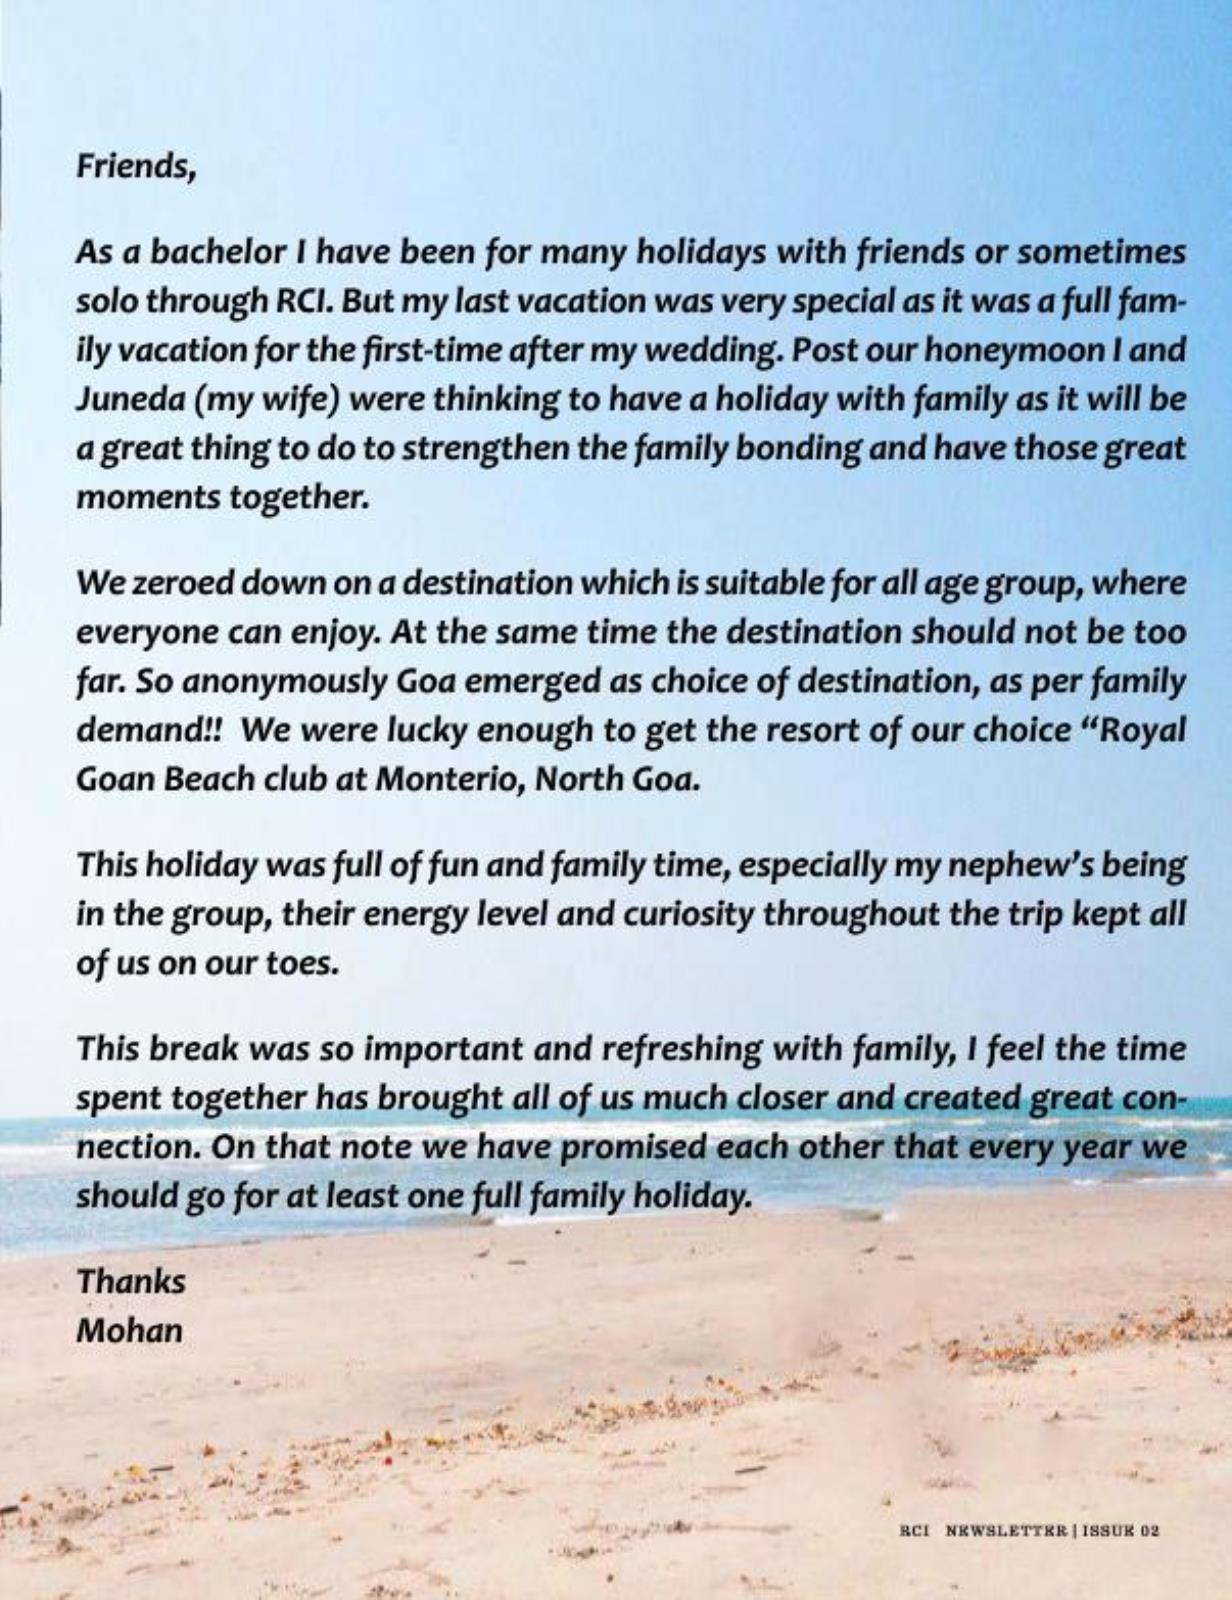 Friends,
As a bachelor I have been for many holidays with friends or sometimes
solo through RCI. But my last vacation was very special as it was a full fam-
ily vacation for the first-time after my wedding. Post our honeymoon I and
Juneda (my wife) were thinking to have a holiday with family as it will be
a great thing to do to strengthen the family bonding and have those great
moments together.
We zeroed down on a destination which is suitable for all age group, where
everyone can enjoy. At the same time the destination should not be too
far. So anonymously Goa emerged as choice of destination, as per family
demand!!  We were lucky enough to get the resort of our choice “Royal
Goan Beach club at Monterio, North Goa.
This holiday was full of fun and family time, especially my nephew’s being
in the group, their energy level and curiosity throughout the trip kept all
of us on our toes.
This break was so important and refreshing with family, I feel the time
spent together has brought all of us much closer and created great con-
nection. On that note we have promised each other that every year we
should go for at least one full family holiday.
Thanks
Mohan
RCI NEWSLETTER | ISSUE 02